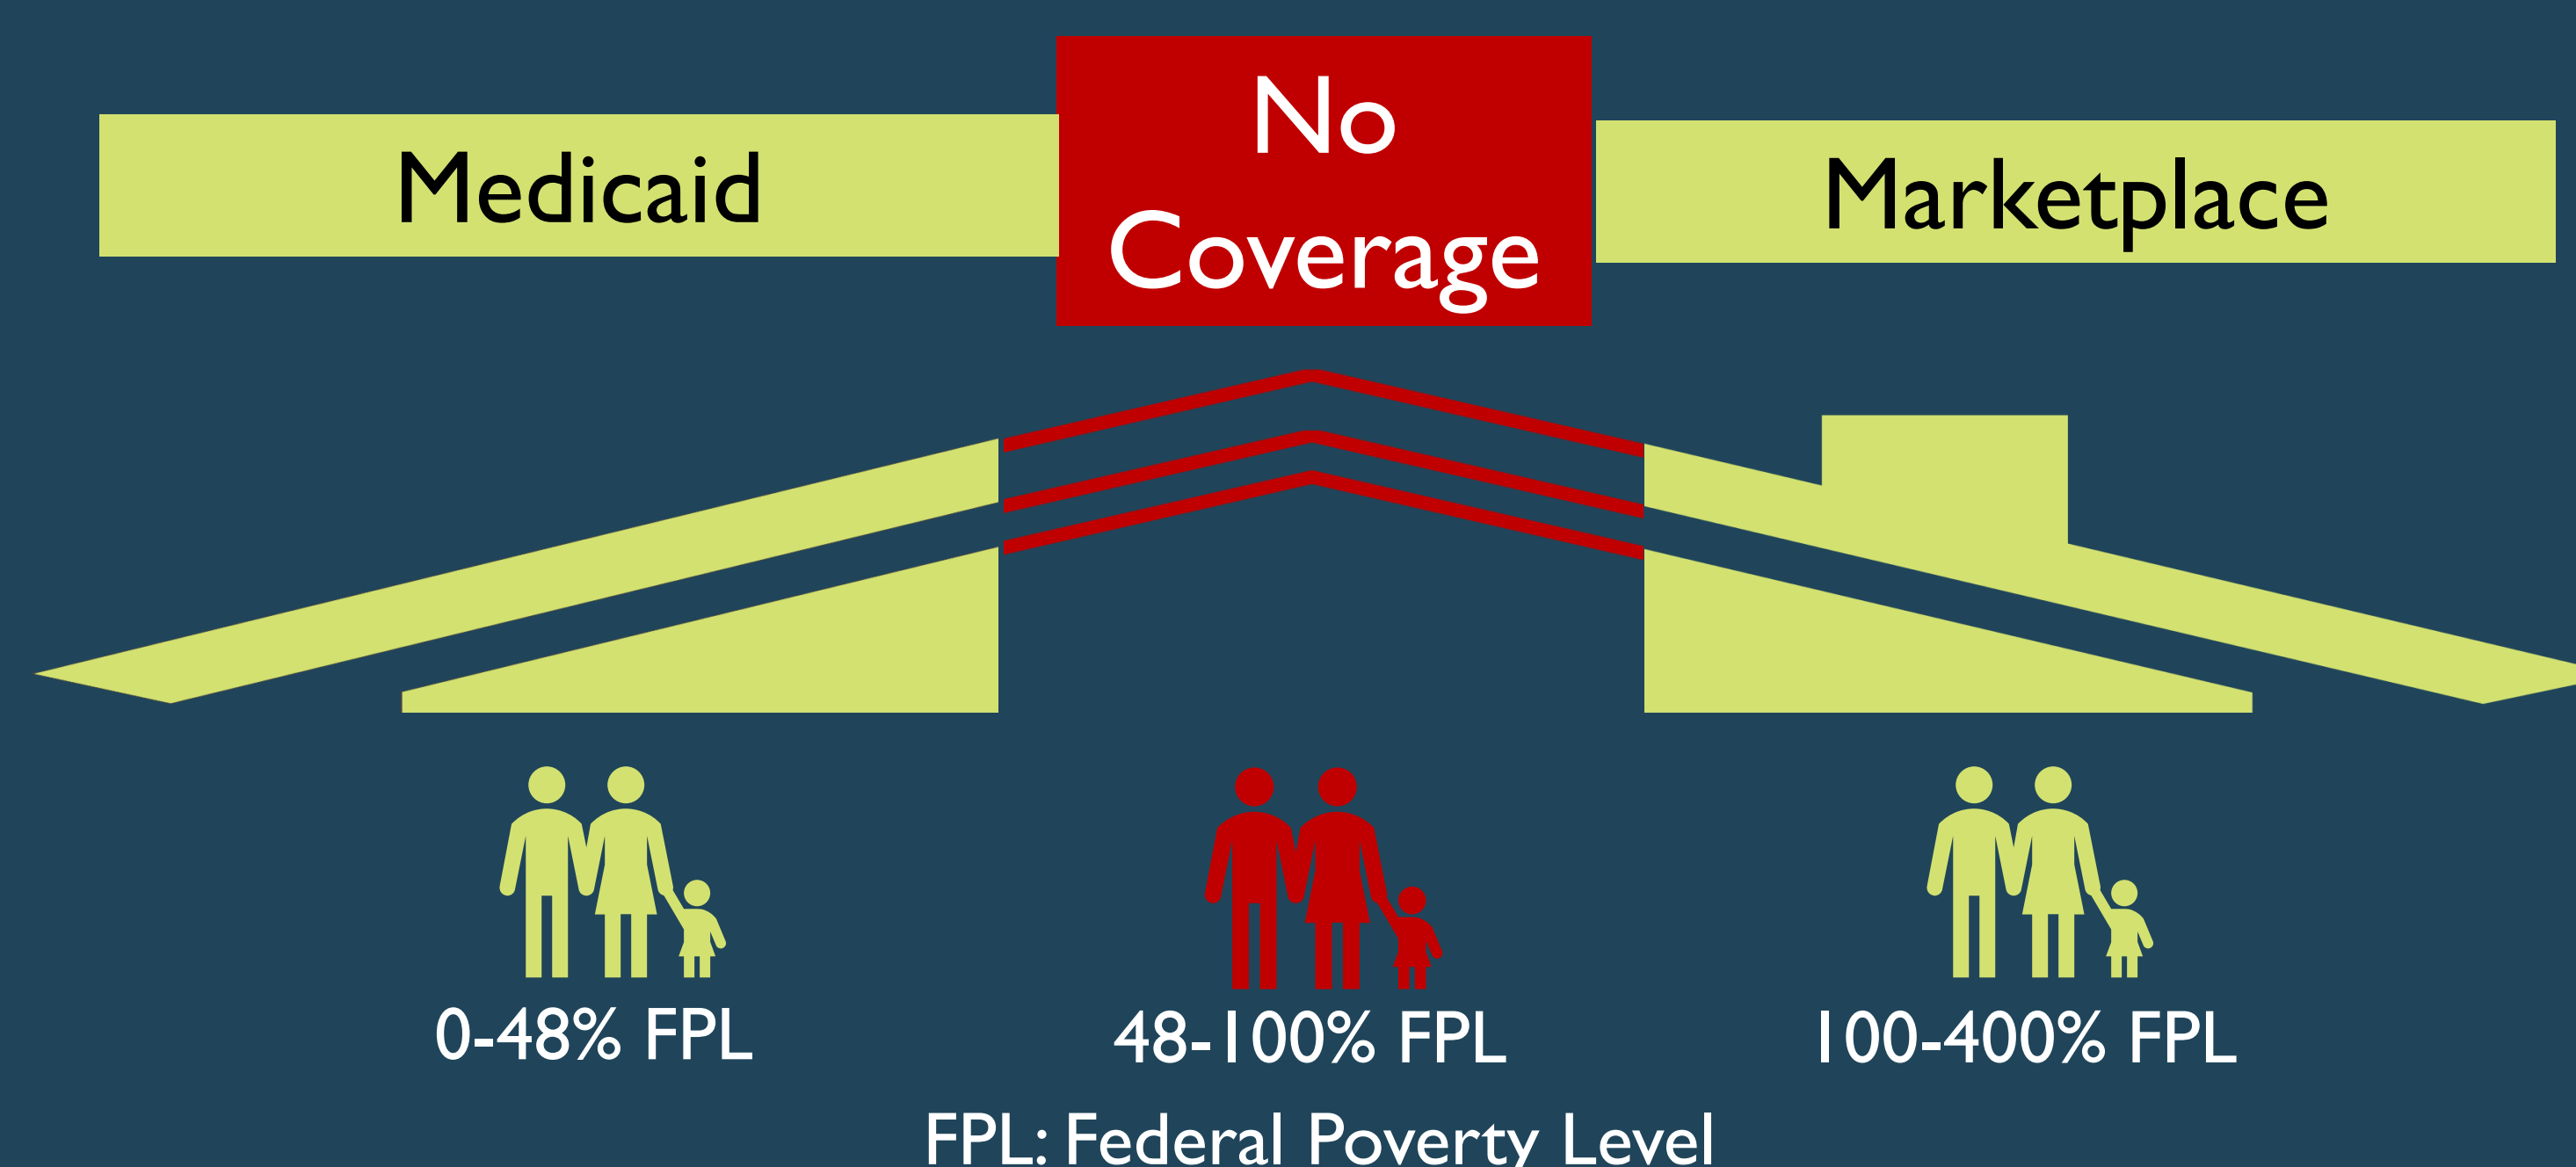 Medicaid
No
Coverage
Marketplace
0-48% FPL
48-100% FPL
100-400% FPL
FPL: Federal Poverty Level